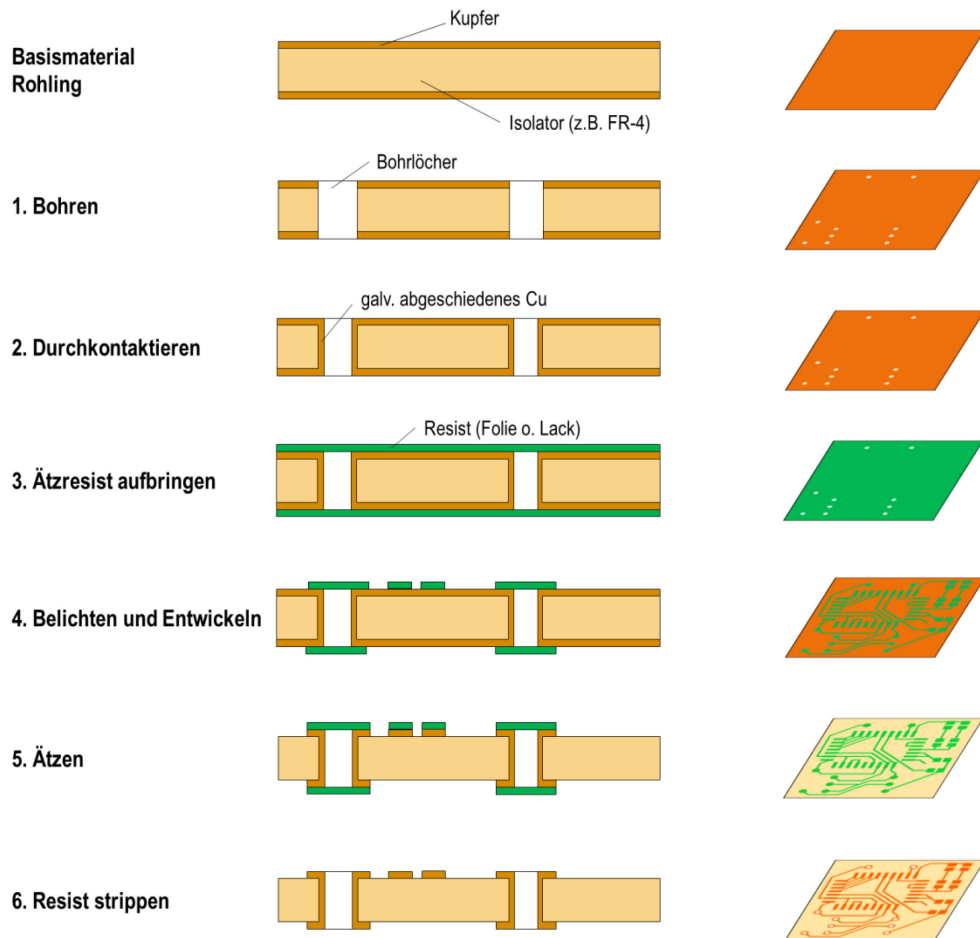 Kupfer
Basismaterial
Rohling
Isolator (z.B. FR-4)
Bohrlöcher
1. Bohren
galv. abgeschiedenes Cu
2. Durchkontaktieren
Resist (Folie o. Lack)
3. Ätzresist aufbringen
4. Belichten und Entwickeln
5. Ätzen
6. Resist strippen